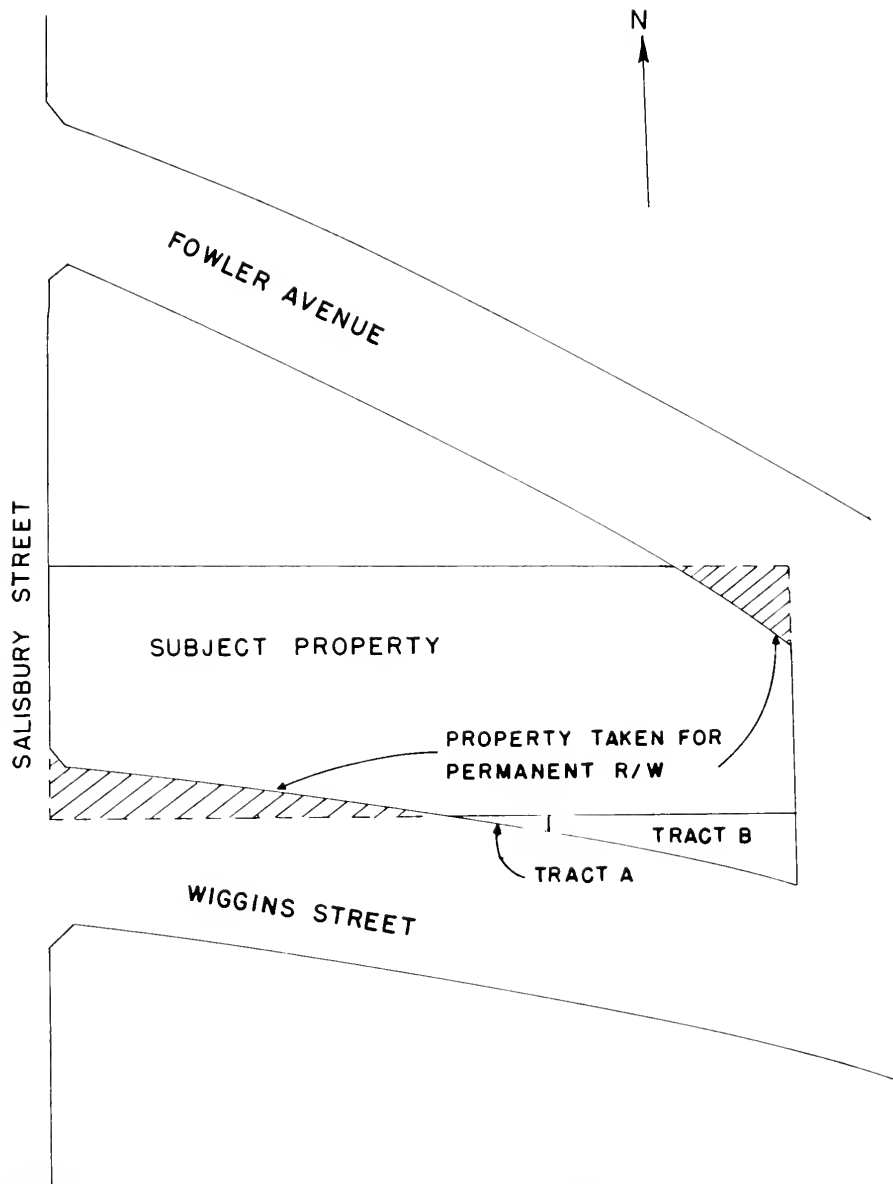 N
FOWLER AVENUE
SALISBURY STREET
SUBJECT PROPERTY
PROPERTY TAKEN FOR
PERMANENT R/W
TRACT B
TRACT A
WIGGINS STREET